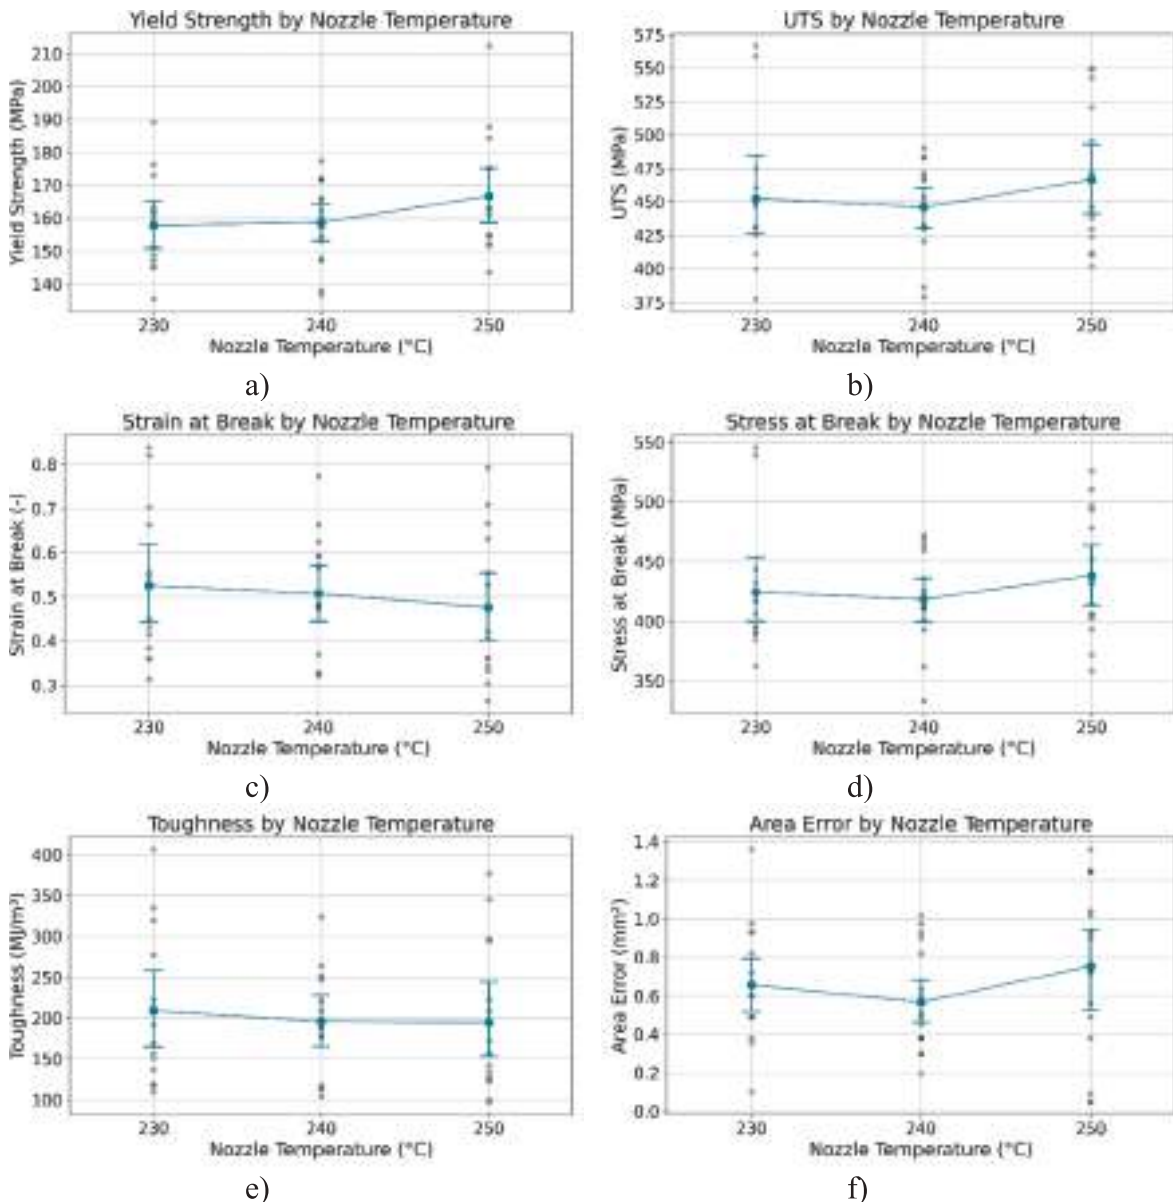 Yield Strength by Nozzle Temperature
Yield Strength (MPa)
210
200
190
180
170
160
150
140
230 240 250
Nozzle Temperature (°C)
a)
UTS by Nozzle Temperature
UTS (MPa)
575
550
525
500
475
450
425
400
375
230 240 250
Nozzle Temperature (°C)
b)
Strain at Break by Nozzle Temperature
Strain at Break (-)
0.8
0.7
0.6
0.5
0.4
0.3
230 240 250
Nozzle Temperature (°C)
c)
Stress at Break by Nozzle Temperature
Stress at Break (MPa)
550
500
450
400
350
230 240 250
Nozzle Temperature (°C)
d)
Toughness by Nozzle Temperature
Toughness (MJ/m³)
400
350
300
250
200
150
100
230 240 250
Nozzle Temperature (°C)
e)
Area Error by Nozzle Temperature
Area Error (mm²)
1.4
1.2
1.0
0.8
0.6
0.4
0.2
0.0
230 240 250
Nozzle Temperature (°C)
f)